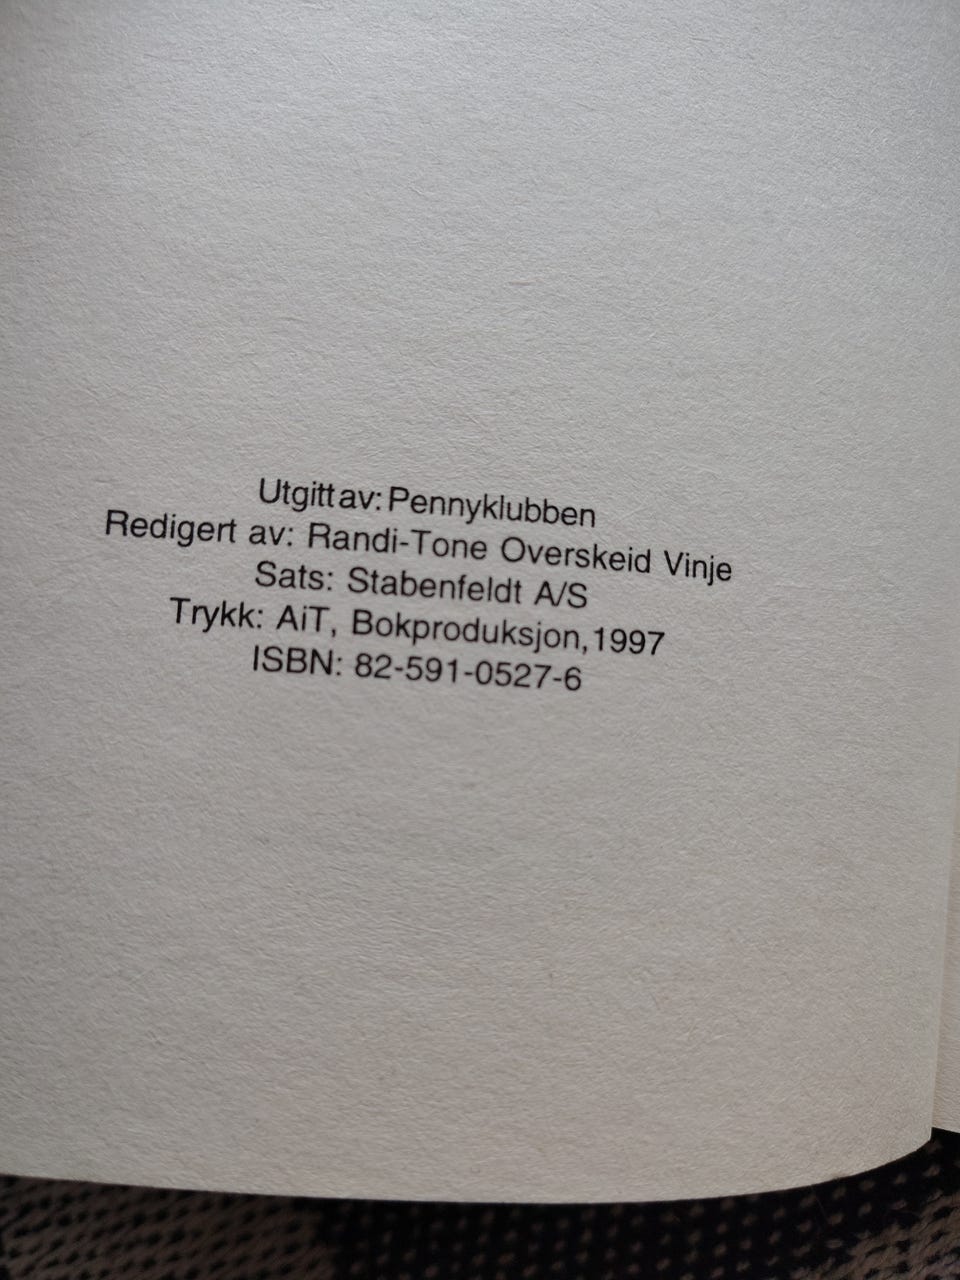 Utgitt av: Pennyklubben
Redigert av: Randi-Tone Overskeid Vinje
Sats: Stabenfeldt A/S
Trykk: AiT, Bokproduksjon, 1997
ISBN: 82-591-0527-6